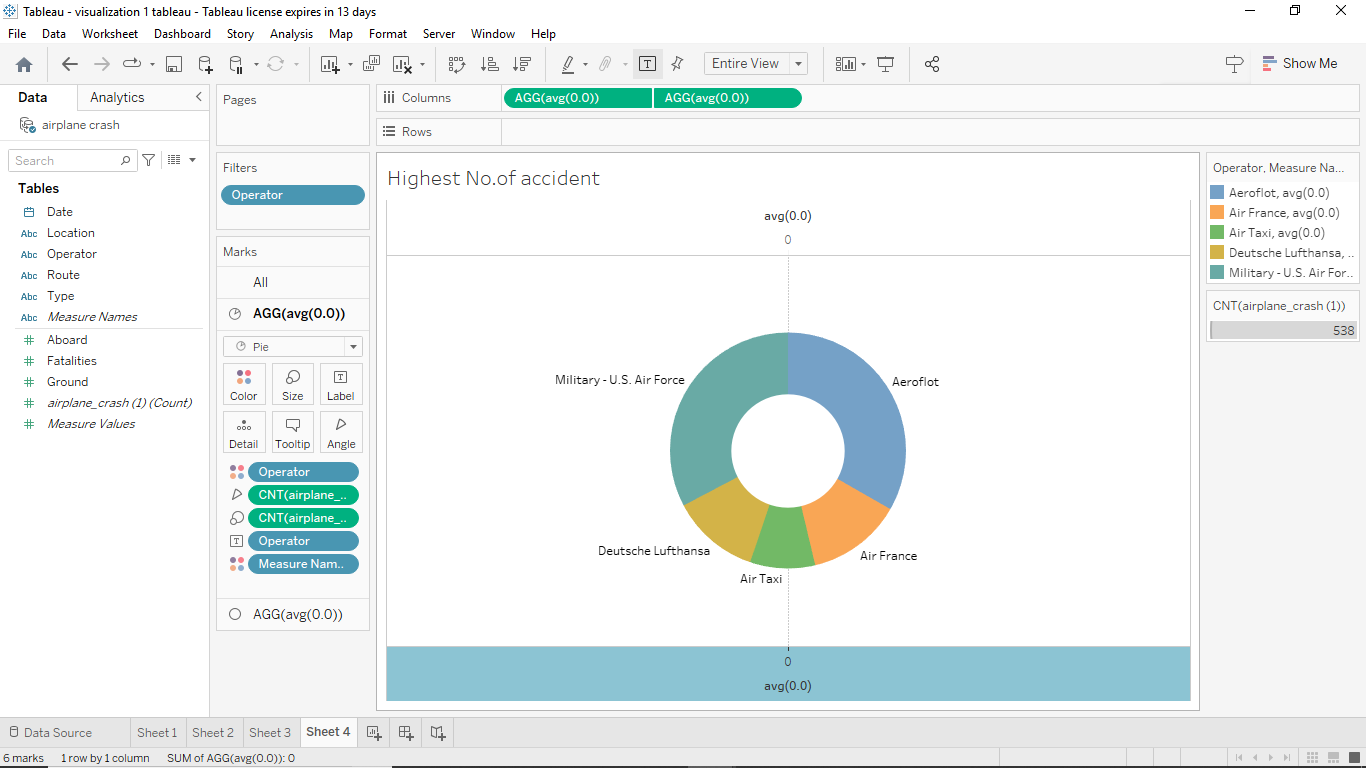 Tableau - visualization 1 tableau - Tableau license expires in 13 days
File Data Worksheet Dashboard Story Analysis Map Format Server Window Help
Entire View
Show Me
Data Analytics
airplane crash
Search
Tables
Date
Abc Location
Abc Operator
Abc Route
Abc Type
Abc Measure Names
Aboard
Fatalities
Ground
airplane_crash (1) (Count)
Measure Values
Pages
Filters
Operator
Marks
All
AGG(avg(0.0))
Pie
Color Size Label
Detail Tooltip Angle
Operator
CNT(airplane_..
CNT(airplane_..
Operator
Measure Nam..
AGG(avg(0.0))
Columns AGG(avg(0.0)) AGG(avg(0.0))
Rows
Highest No.of accident
avg(0.0)
0
Military - U.S. Air Force
Aeroflot
Deutsche Lufthansa
Air France
Air Taxi
0
avg(0.0)
Operator, Measure Na...
Aeroflot, avg(0.0)
Air France, avg(0.0)
Air Taxi, avg(0.0)
Deutsche Lufthansa, ..
Military - U.S. Air For..
CNT(airplane_crash (1))
538
Data Source Sheet 1 Sheet 2 Sheet 3 Sheet 4
6 marks 1 row by 1 column SUM of AGG(avg(0.0)): 0